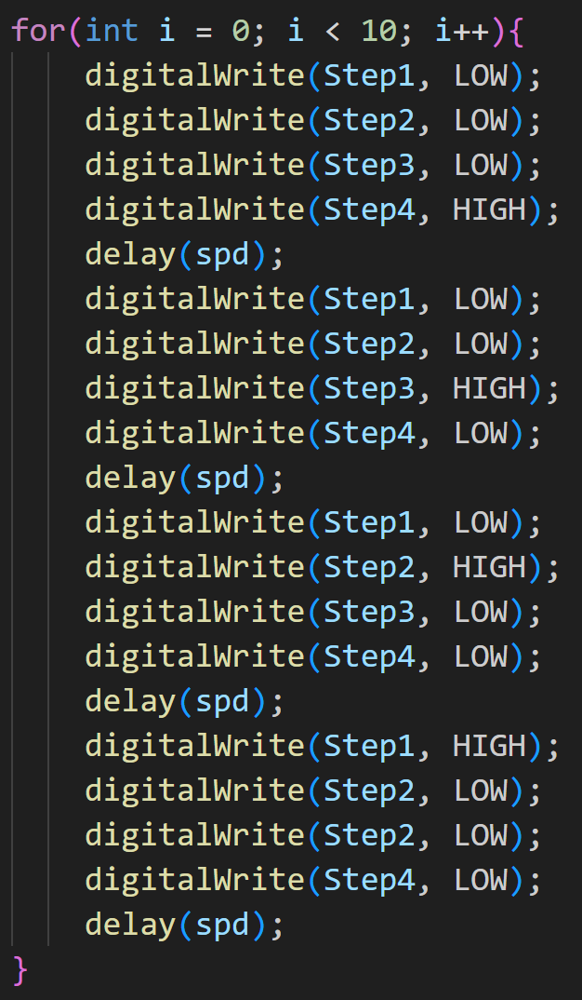 for(int i = 0; i < 10; i++){
digitalWrite(Step1, LOW);
digitalWrite(Step2, LOW);
digitalWrite(Step3, LOW);
digitalWrite(Step4, HIGH);
delay(spd);
digitalWrite(Step1, LOW);
digitalWrite(Step2, LOW);
digitalWrite(Step3, HIGH);
digitalWrite(Step4, LOW);
delay(spd);
digitalWrite(Step1, LOW);
digitalWrite(Step2, HIGH);
digitalWrite(Step3, LOW);
digitalWrite(Step4, LOW);
delay(spd);
digitalWrite(Step1, HIGH);
digitalWrite(Step2, LOW);
digitalWrite(Step2, LOW);
digitalWrite(Step4, LOW);
delay(spd);
}